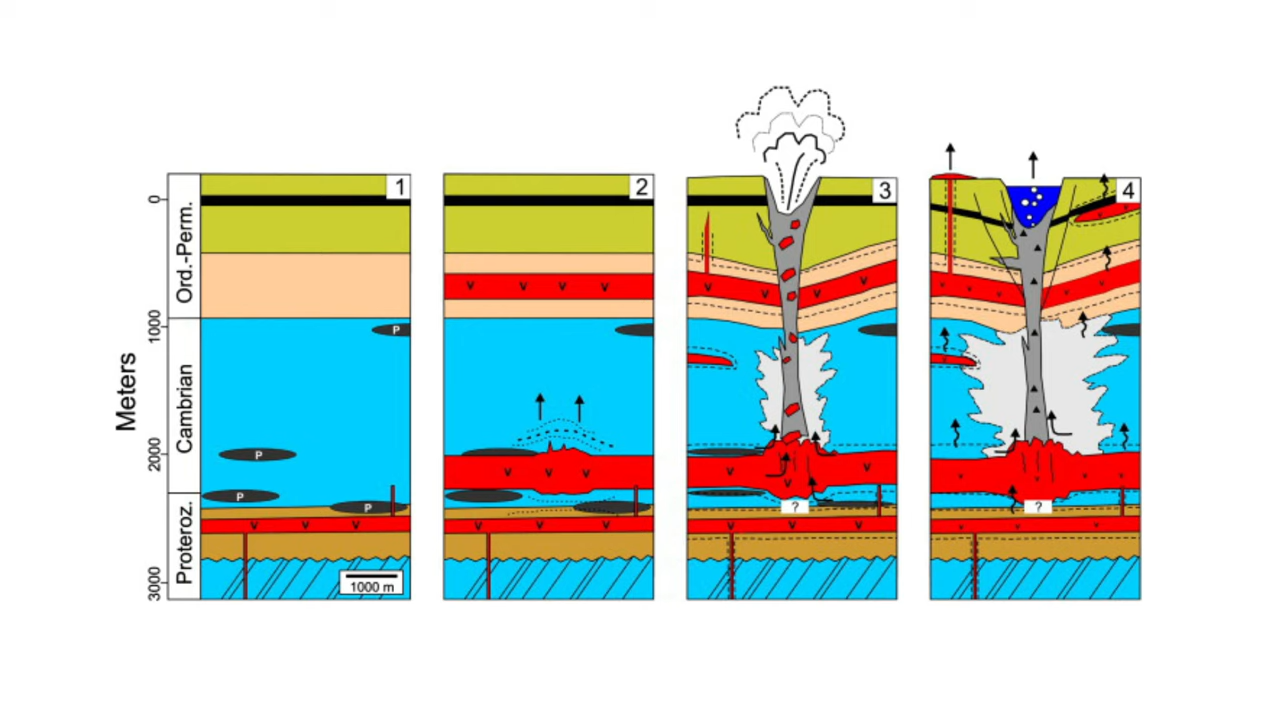 Meters
0
1000
2000
3000
Ord.-Perm.
Cambrian
Proteroz.
1
P
P
P
P
V V V
1000 m
2
V V V V
V V V
V V V
3
V V V V
V V V
?
V V V
4
V V V V V
V
V V V
?
V V V